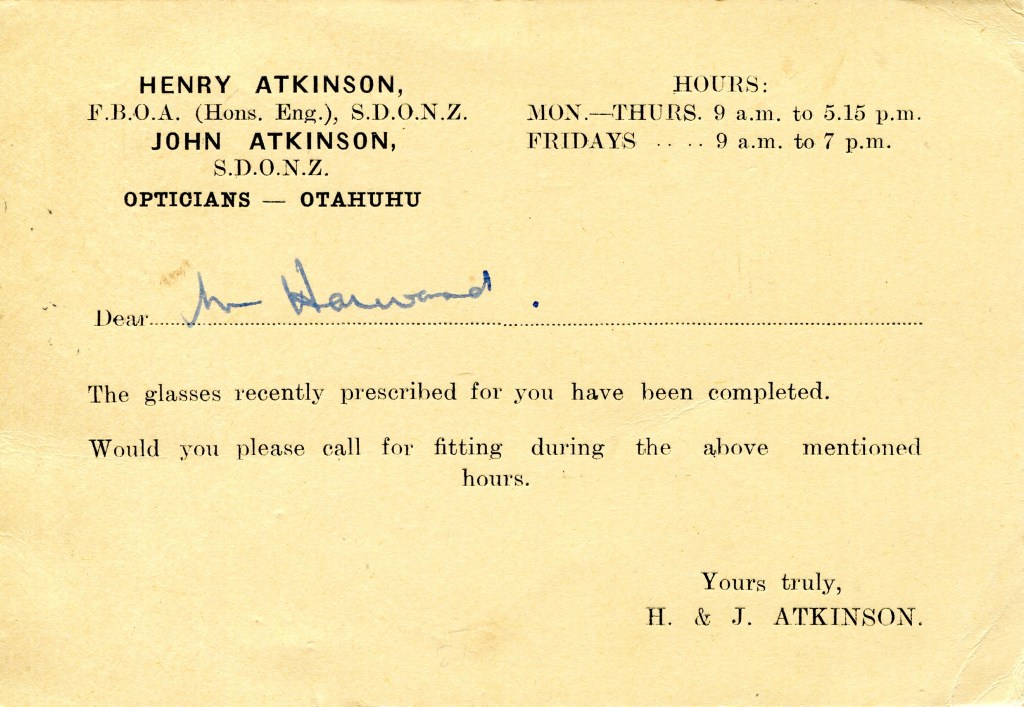 HENRY ATKINSON,
F.B.O.A. (Hons. Eng.), S.D.O.N.Z.
JOHN ATKINSON,
S.D.O.N.Z.
OPTICIANS — OTAHUHU
HOURS:
MON.—THURS. 9 a.m. to 5.15 p.m.
FRIDAYS .. .. 9 a.m. to 7 p.m.
Dear Harwood.
The glasses recently prescribed for you have been completed.
Would you please call for fitting during the above mentioned
hours.
Yours truly,
H. & J. ATKINSON.